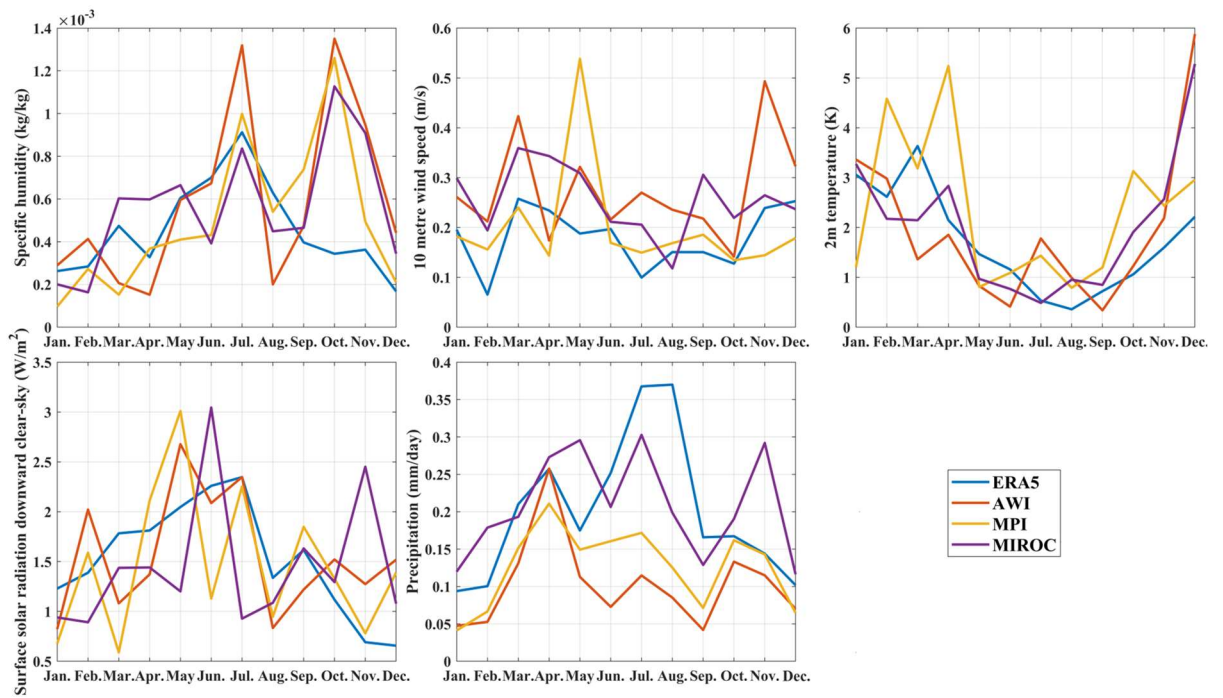 ×10⁻³
Specific humidity (kg/kg)
1.4
1.2
1
0.8
0.6
0.4
0.2
0
Jan. Feb. Mar. Apr. May Jun. Jul. Aug. Sep. Oct. Nov. Dec.
10 metre wind speed (m/s)
0.6
0.5
0.4
0.3
0.2
0.1
0
Jan. Feb. Mar. Apr. May Jun. Jul. Aug. Sep. Oct. Nov. Dec.
2m temperature (K)
6
5
4
3
2
1
0
Jan. Feb. Mar. Apr. May Jun. Jul. Aug. Sep. Oct. Nov. Dec.
Surface solar radiation downward clear-sky (W/m²)
3.5
3
2.5
2
1.5
1
0.5
Jan. Feb. Mar. Apr. May Jun. Jul. Aug. Sep. Oct. Nov. Dec.
Precipitation (mm/day)
0.4
0.35
0.3
0.25
0.2
0.15
0.1
0.05
0
Jan. Feb. Mar. Apr. May Jun. Jul. Aug. Sep. Oct. Nov. Dec.
ERA5
AWI
MPI
MIROC